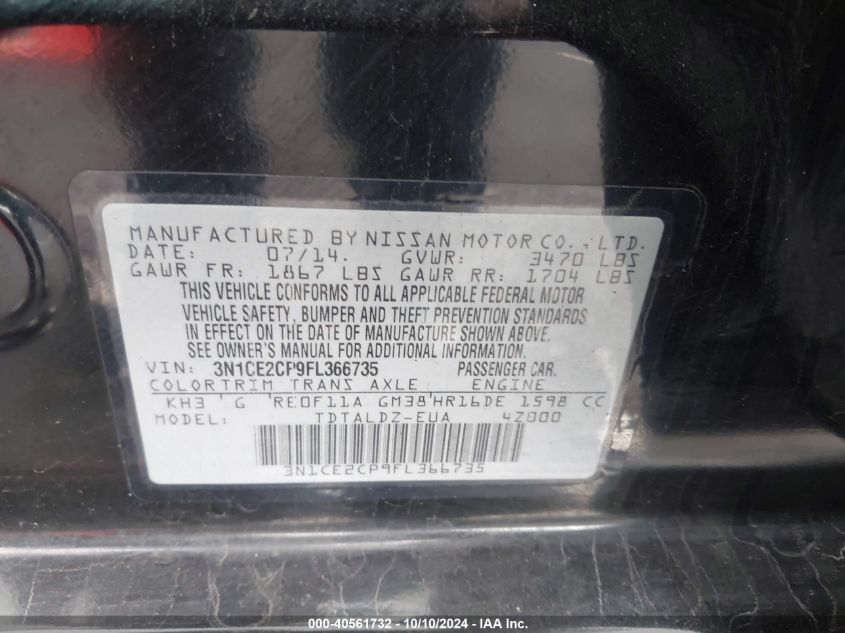 MANUFACTURED BY NISSAN MOTOR CO., LTD.
DATE: 07/14. GVWR: 3470 LBS
GAWR FR: 1867 LBS GAWR RR: 1704 LBS
THIS VEHICLE CONFORMS TO ALL APPLICABLE FEDERAL MOTOR
VEHICLE SAFETY, BUMPER AND THEFT PREVENTION STANDARDS
IN EFFECT ON THE DATE OF MANUFACTURE SHOWN ABOVE.
SEE OWNER'S MANUAL FOR ADDITIONAL INFORMATION.
VIN: 3N1CE2CP9FL366735 PASSENGER CAR.
COLOR TRIM TRANS AXLE ENGINE
KH3 G RE0F11A GM38 HR16DE 1598 CC
MODEL: TDTALDZ-EUA 4Z000
3N1CE2CP9FL366735
000-40561732 - 10/10/2024 - IAA Inc.